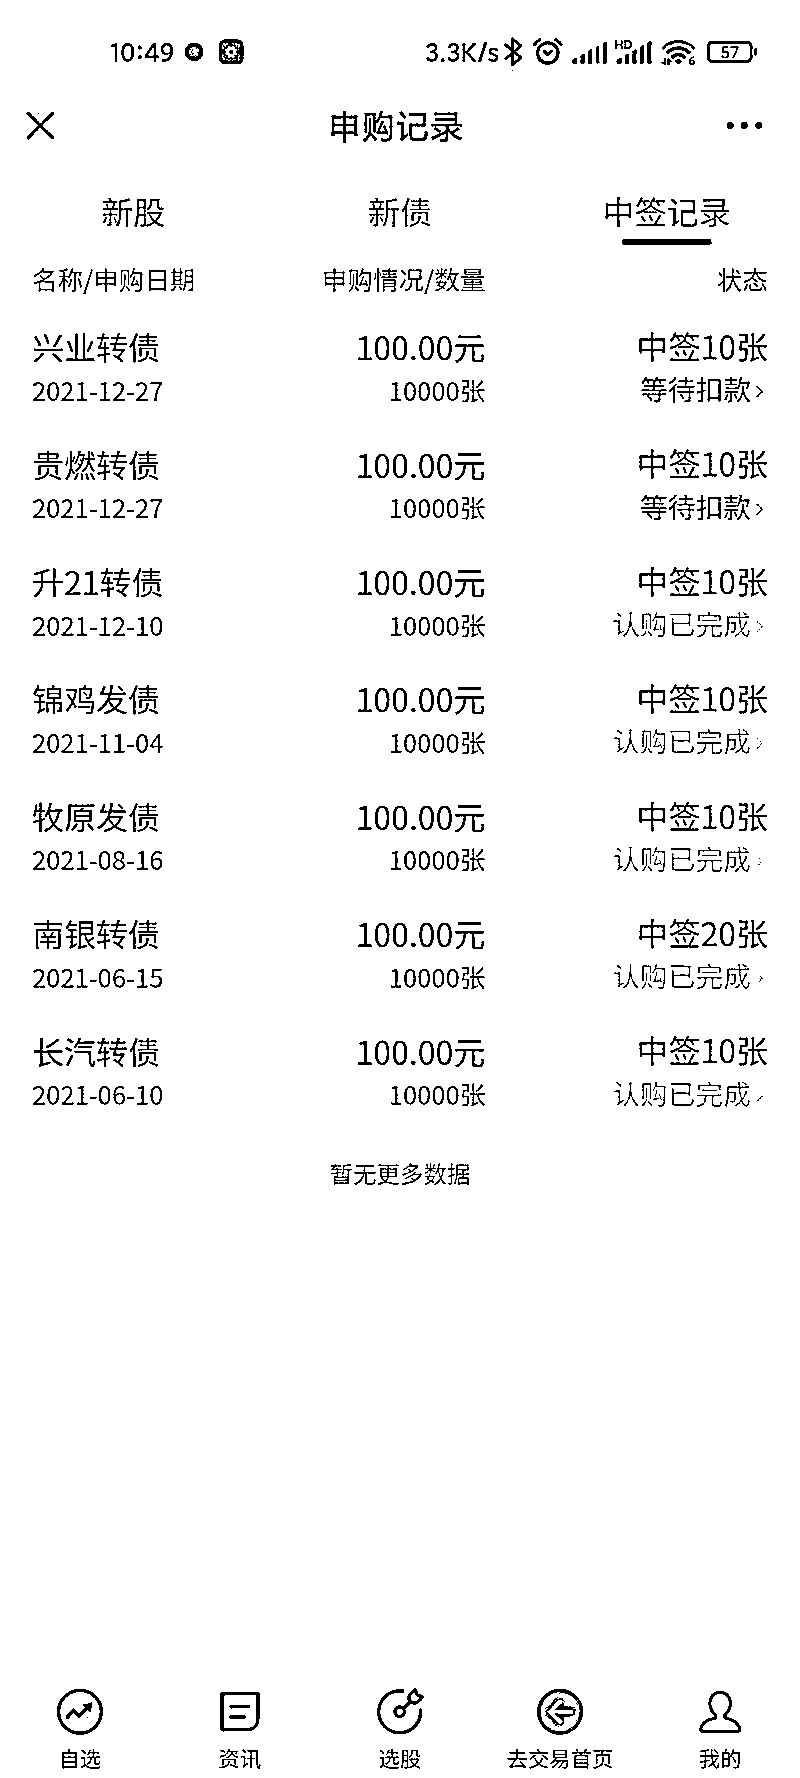 10:49 3.3K/s HD 6 57
申购记录
新股 新债 中签记录
名称/申购日期 申购情况/数量 状态
兴业转债 100.00元 中签10张
2021-12-27 10000张 等待扣款
贵燃转债 100.00元 中签10张
2021-12-27 10000张 等待扣款
升21转债 100.00元 中签10张
2021-12-10 10000张 认购已完成
锦鸡发债 100.00元 中签10张
2021-11-04 10000张 认购已完成
牧原发债 100.00元 中签10张
2021-08-16 10000张 认购已完成
南银转债 100.00元 中签20张
2021-06-15 10000张 认购已完成
长汽转债 100.00元 中签10张
2021-06-10 10000张 认购已完成
暂无更多数据
自选 资讯 选股 去交易首页 我的